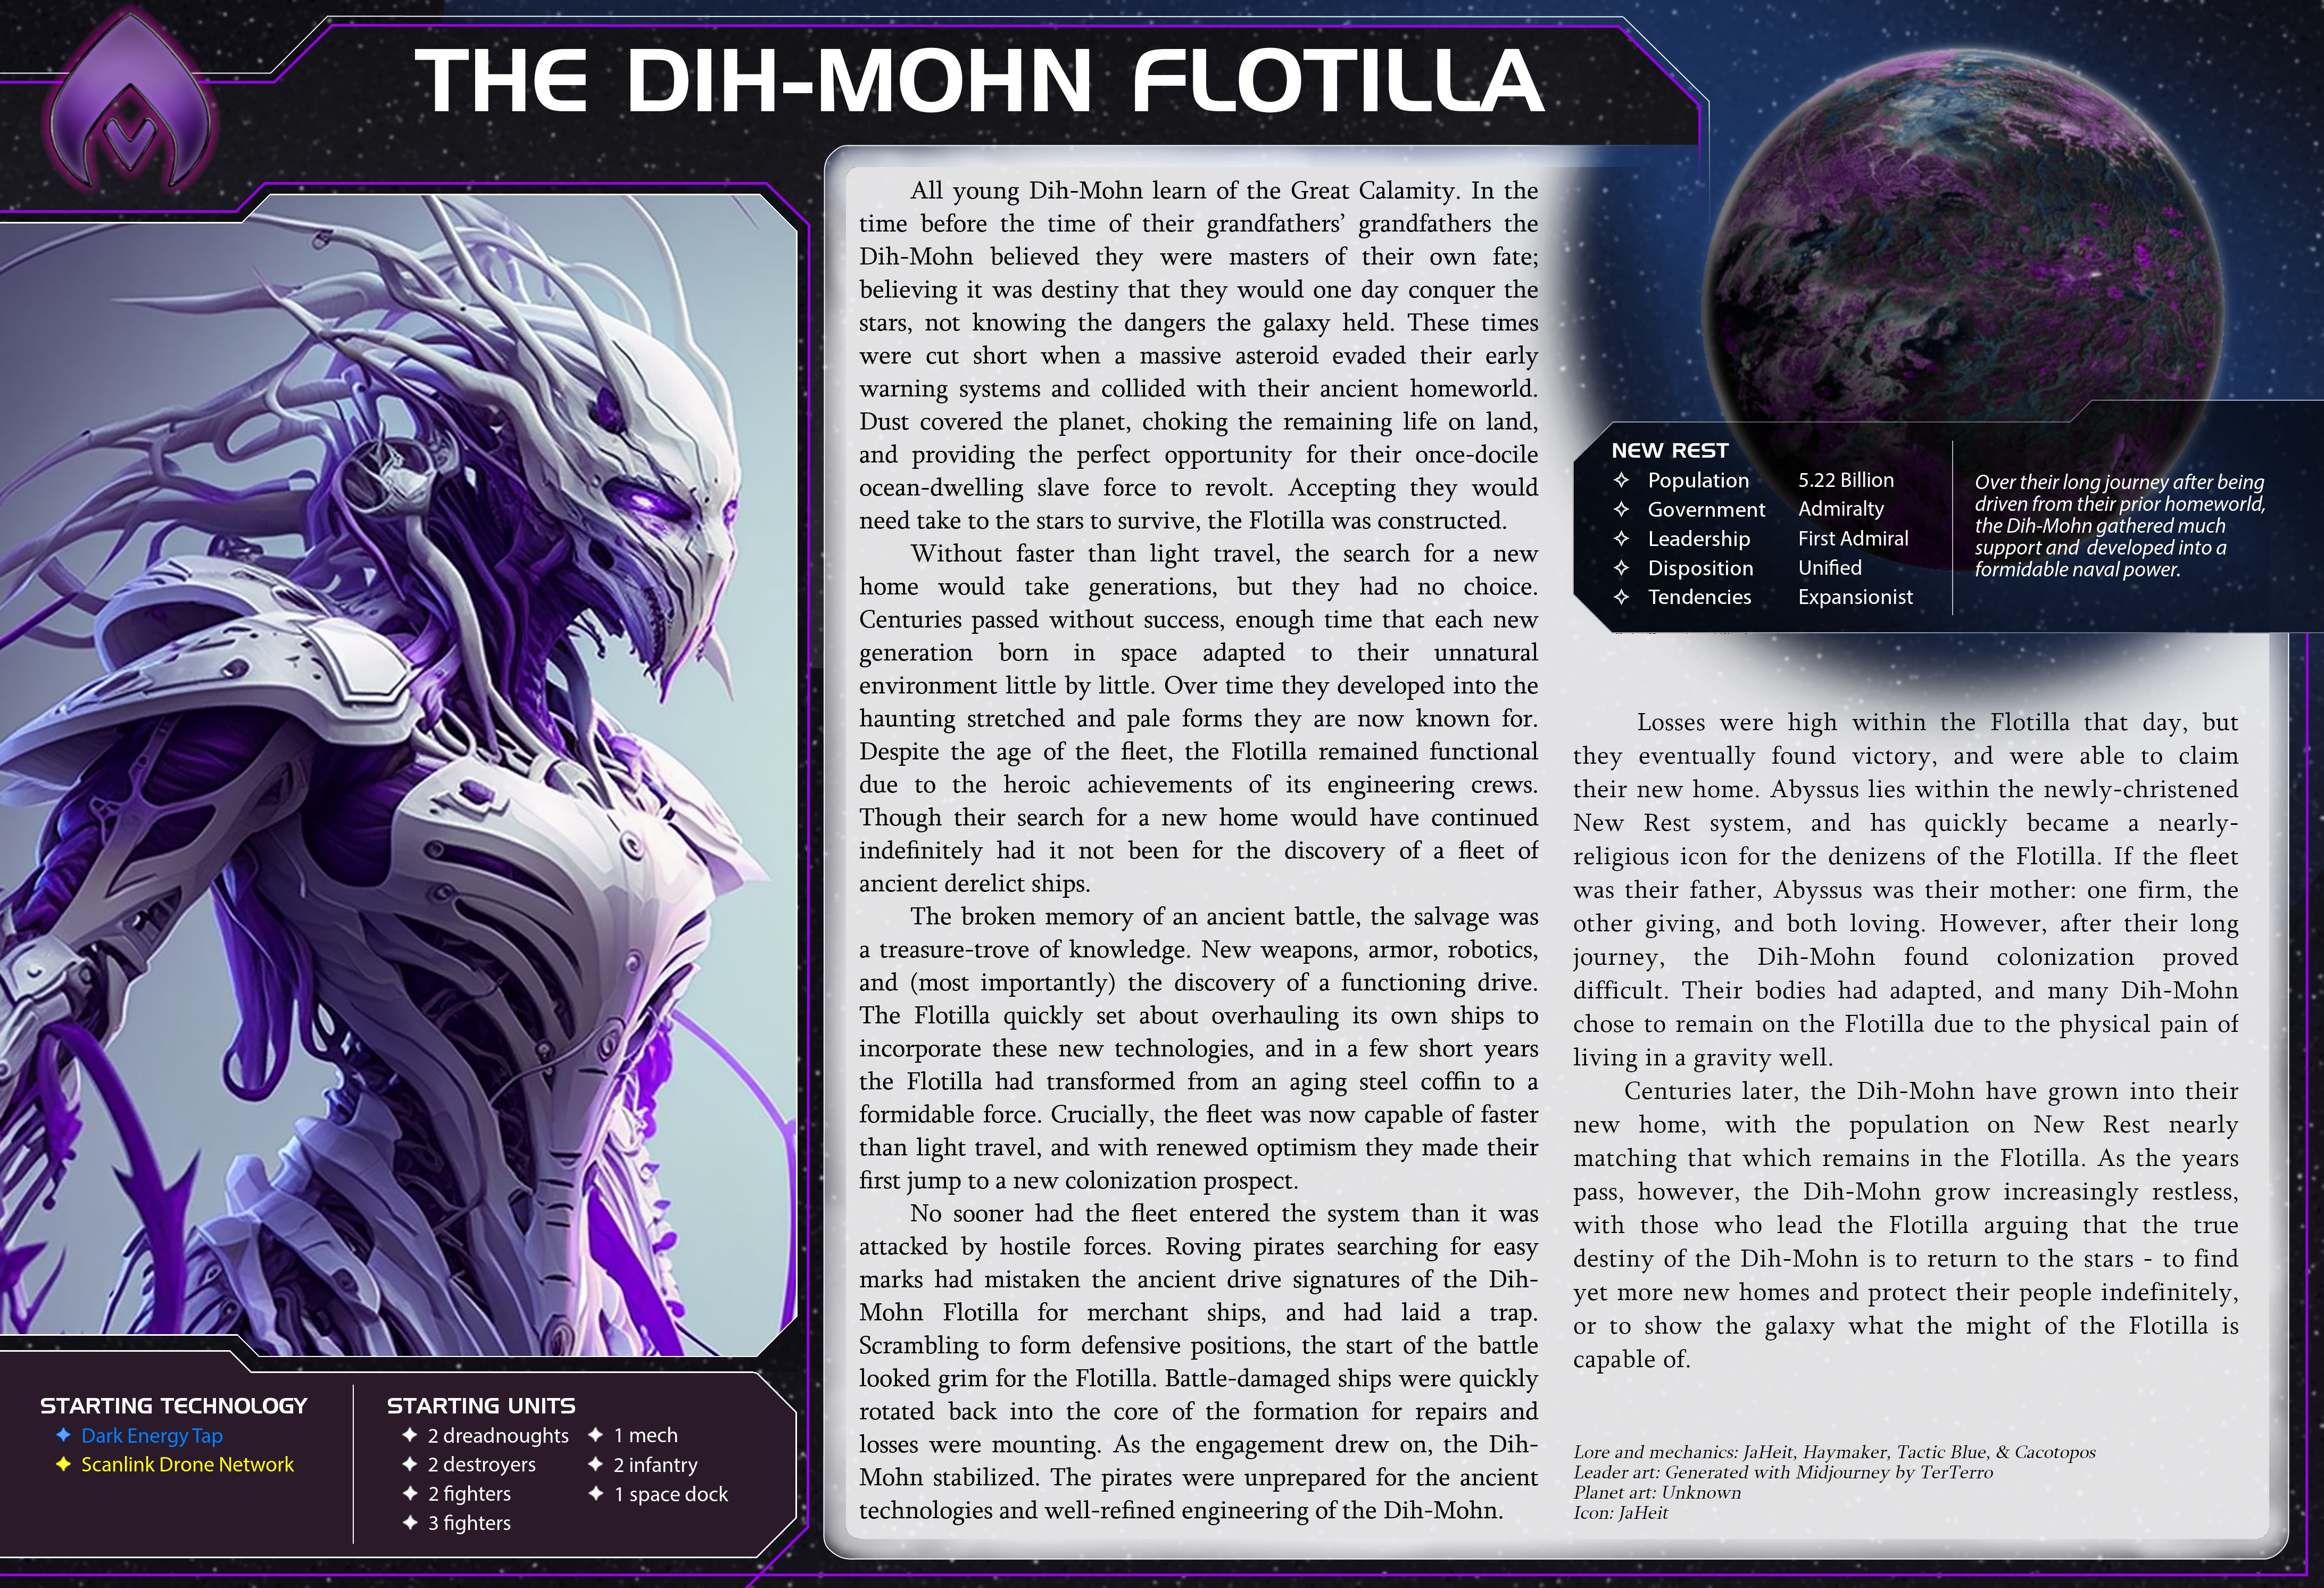 THE DIH-MOHN FLOTILLA
All young Dih-Mohn learn of the Great Calamity. In the
time before the time of their grandfathers’ grandfathers the
Dih-Mohn believed they were masters of their own fate;
believing it was destiny that they would one day conquer the
stars, not knowing the dangers the galaxy held. These times
were cut short when a massive asteroid evaded their early
warning systems and collided with their ancient homeworld.
Dust covered the planet, choking the remaining life on land,
and providing the perfect opportunity for their once-docile
ocean-dwelling slave force to revolt. Accepting they would
need take to the stars to survive, the Flotilla was constructed.
Without faster than light travel, the search for a new
home would take generations, but they had no choice.
Centuries passed without success, enough time that each new
generation born in space adapted to their unnatural
environment little by little. Over time they developed into the
haunting stretched and pale forms they are now known for.
Despite the age of the fleet, the Flotilla remained functional
due to the heroic achievements of its engineering crews.
Though their search for a new home would have continued
indefinitely had it not been for the discovery of a fleet of
ancient derelict ships.
The broken memory of an ancient battle, the salvage was
a treasure-trove of knowledge. New weapons, armor, robotics,
and (most importantly) the discovery of a functioning drive.
The Flotilla quickly set about overhauling its own ships to
incorporate these new technologies, and in a few short years
the Flotilla had transformed from an aging steel coffin to a
formidable force. Crucially, the fleet was now capable of faster
than light travel, and with renewed optimism they made their
first jump to a new colonization prospect.
No sooner had the fleet entered the system than it was
attacked by hostile forces. Roving pirates searching for easy
marks had mistaken the ancient drive signatures of the Dih-
Mohn Flotilla for merchant ships, and had laid a trap.
Scrambling to form defensive positions, the start of the battle
looked grim for the Flotilla. Battle-damaged ships were quickly
rotated back into the core of the formation for repairs and
losses were mounting. As the engagement drew on, the Dih-
Mohn stabilized. The pirates were unprepared for the ancient
technologies and well-refined engineering of the Dih-Mohn.
NEW REST
Population 5.22 Billion
Government Admiralty
Leadership First Admiral
Disposition Unified
Tendencies Expansionist
Over their long journey after being
driven from their prior homeworld,
the Dih-Mohn gathered much
support and developed into a
formidable naval power.
Losses were high within the Flotilla that day, but
they eventually found victory, and were able to claim
their new home. Abyssus lies within the newly-christened
New Rest system, and has quickly became a nearly-
religious icon for the denizens of the Flotilla. If the fleet
was their father, Abyssus was their mother: one firm, the
other giving, and both loving. However, after their long
journey, the Dih-Mohn found colonization proved
difficult. Their bodies had adapted, and many Dih-Mohn
chose to remain on the Flotilla due to the physical pain of
living in a gravity well.
Centuries later, the Dih-Mohn have grown into their
new home, with the population on New Rest nearly
matching that which remains in the Flotilla. As the years
pass, however, the Dih-Mohn grow increasingly restless,
with those who lead the Flotilla arguing that the true
destiny of the Dih-Mohn is to return to the stars - to find
yet more new homes and protect their people indefinitely,
or to show the galaxy what the might of the Flotilla is
capable of.
Lore and mechanics: JaHeit, Haymaker, Tactic Blue, & Cacotopos
Leader art: Generated with Midjourney by TerTerro
Planet art: Unknown
Icon: JaHeit
STARTING TECHNOLOGY
Dark Energy Tap
Scanlink Drone Network
STARTING UNITS
2 dreadnoughts
2 destroyers
2 fighters
3 fighters
1 mech
2 infantry
1 space dock